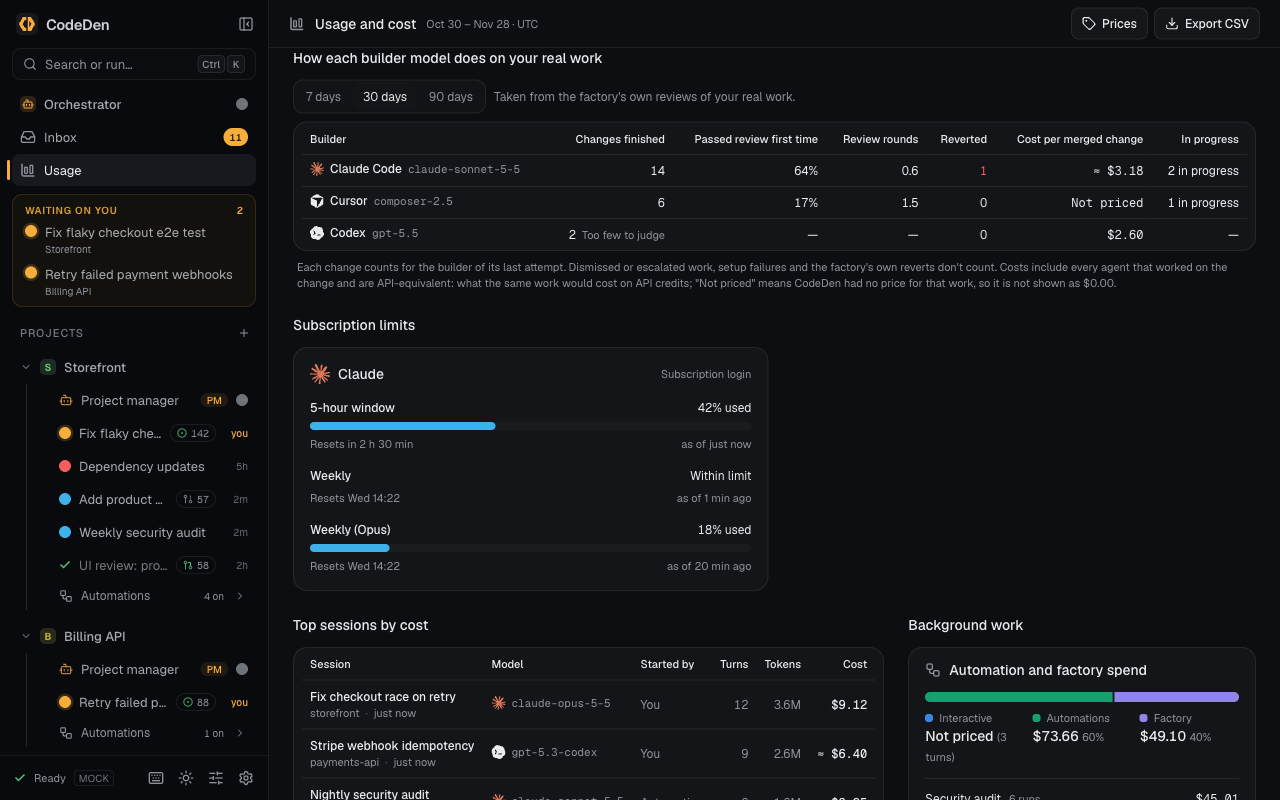 CodeDen
Search or run… Ctrl K
Orchestrator
Inbox 11
Usage
WAITING ON YOU 2
Fix flaky checkout e2e test
Storefront
Retry failed payment webhooks
Billing API
PROJECTS
S Storefront
Project manager PM
Fix flaky che… 142 you
Dependency updates 5h
Add product … 57 2m
Weekly security audit 2m
UI review: pro… 58 2h
Automations 4 on
B Billing API
Project manager PM
Retry failed p… 88 you
Automations 1 on
Ready MOCK
Usage and cost Oct 30 – Nov 28 · UTC
Prices
Export CSV
How each builder model does on your real work
7 days 30 days 90 days Taken from the factory's own reviews of your real work.
Builder Changes finished Passed review first time Review rounds Reverted Cost per merged change In progress
Claude Code claude-sonnet-5-5 14 64% 0.6 1 ≈ $3.18 2 in progress
Cursor composer-2.5 6 17% 1.5 0 Not priced 1 in progress
Codex gpt-5.5 2 Too few to judge — — 0 $2.60 —
Each change counts for the builder of its last attempt. Dismissed or escalated work, setup failures and the factory's own reverts don't count. Costs include every agent that worked on the
change and are API-equivalent: what the same work would cost on API credits; "Not priced" means CodeDen had no price for that work, so it is not shown as $0.00.
Subscription limits
Claude Subscription login
5-hour window 42% used
Resets in 2 h 30 min as of just now
Weekly Within limit
Resets Wed 14:22 as of 1 min ago
Weekly (Opus) 18% used
Resets Wed 14:22 as of 20 min ago
Top sessions by cost
Session Model Started by Turns Tokens Cost
Fix checkout race on retry claude-opus-5-5 You 12 3.6M $9.12
storefront · just now
Stripe webhook idempotency gpt-5.3-codex You 9 2.6M ≈ $6.40
payments-api · just now
Nightly security audit
Background work
Automation and factory spend
Interactive Automations Factory
Not priced (3 $73.66 60% $49.10 40%
turns)
Security audit 6 runs $45.01